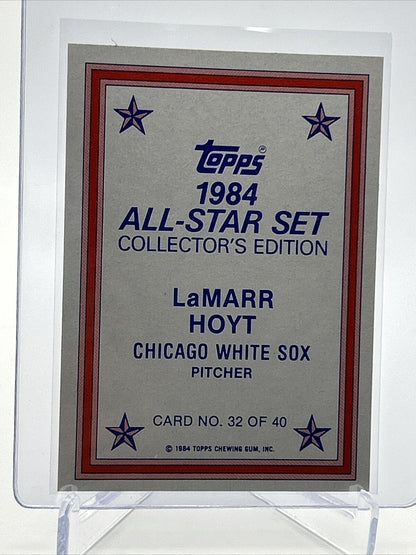 Topps®
1984
ALL-STAR SET
COLLECTOR'S EDITION
LaMARR
HOYT
CHICAGO WHITE SOX
PITCHER
CARD NO. 32 OF 40
© 1984 TOPPS CHEWING GUM, INC.